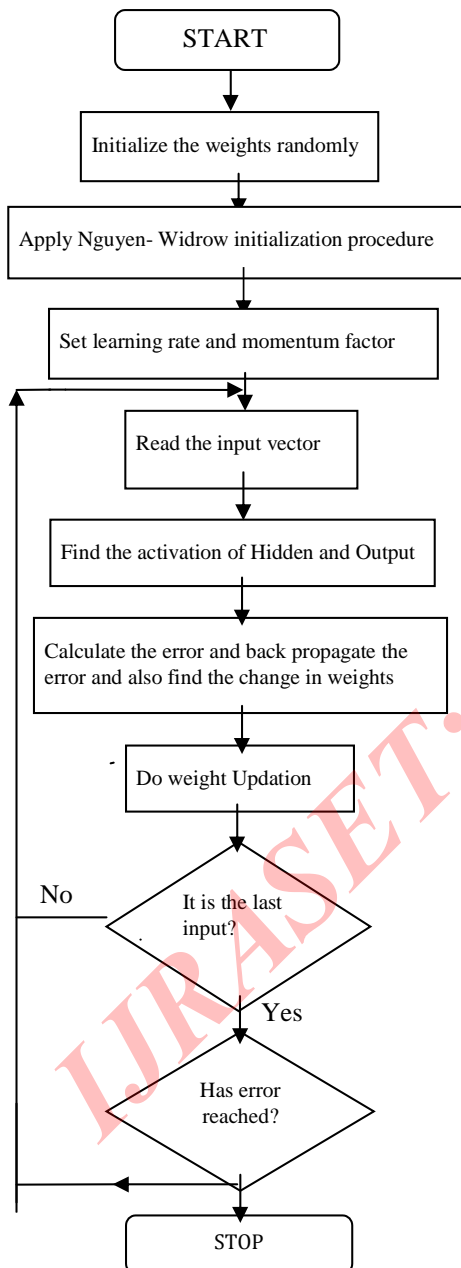 START
Initialize the weights randomly
Apply Nguyen- Widrow initialization procedure
Set learning rate and momentum factor
Read the input vector
Find the activation of Hidden and Output
Calculate the error and back propagate the
error and also find the change in weights
Do weight Updation
No
It is the last
input?
Yes
Has error
reached?
STOP
IJRASET